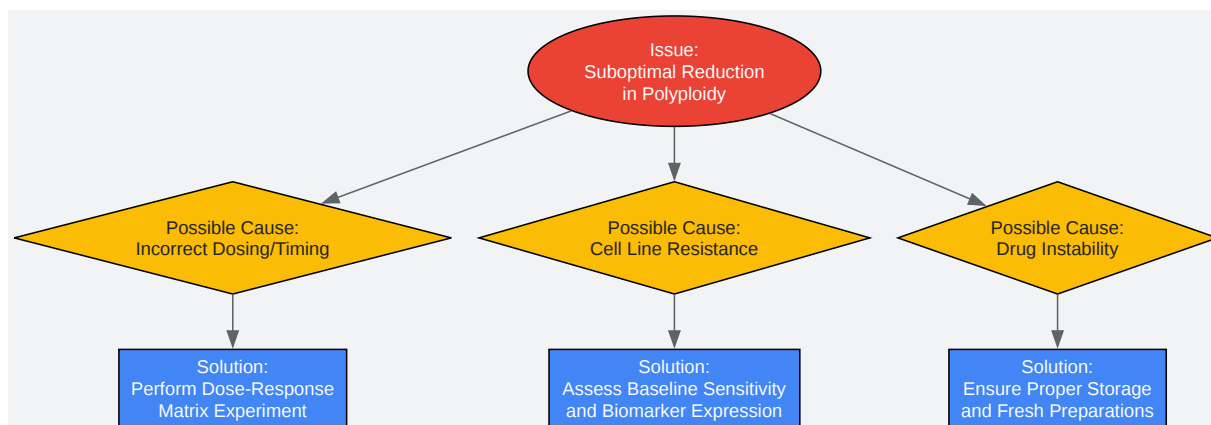 Issue:
Suboptimal Reduction
in Polyploidy
Possible Cause:
Incorrect Dosing/Timing
Possible Cause:
Cell Line Resistance
Possible Cause:
Drug Instability
Solution:
Perform Dose-Response
Matrix Experiment
Solution:
Assess Baseline Sensitivity
and Biomarker Expression
Solution:
Ensure Proper Storage
and Fresh Preparations